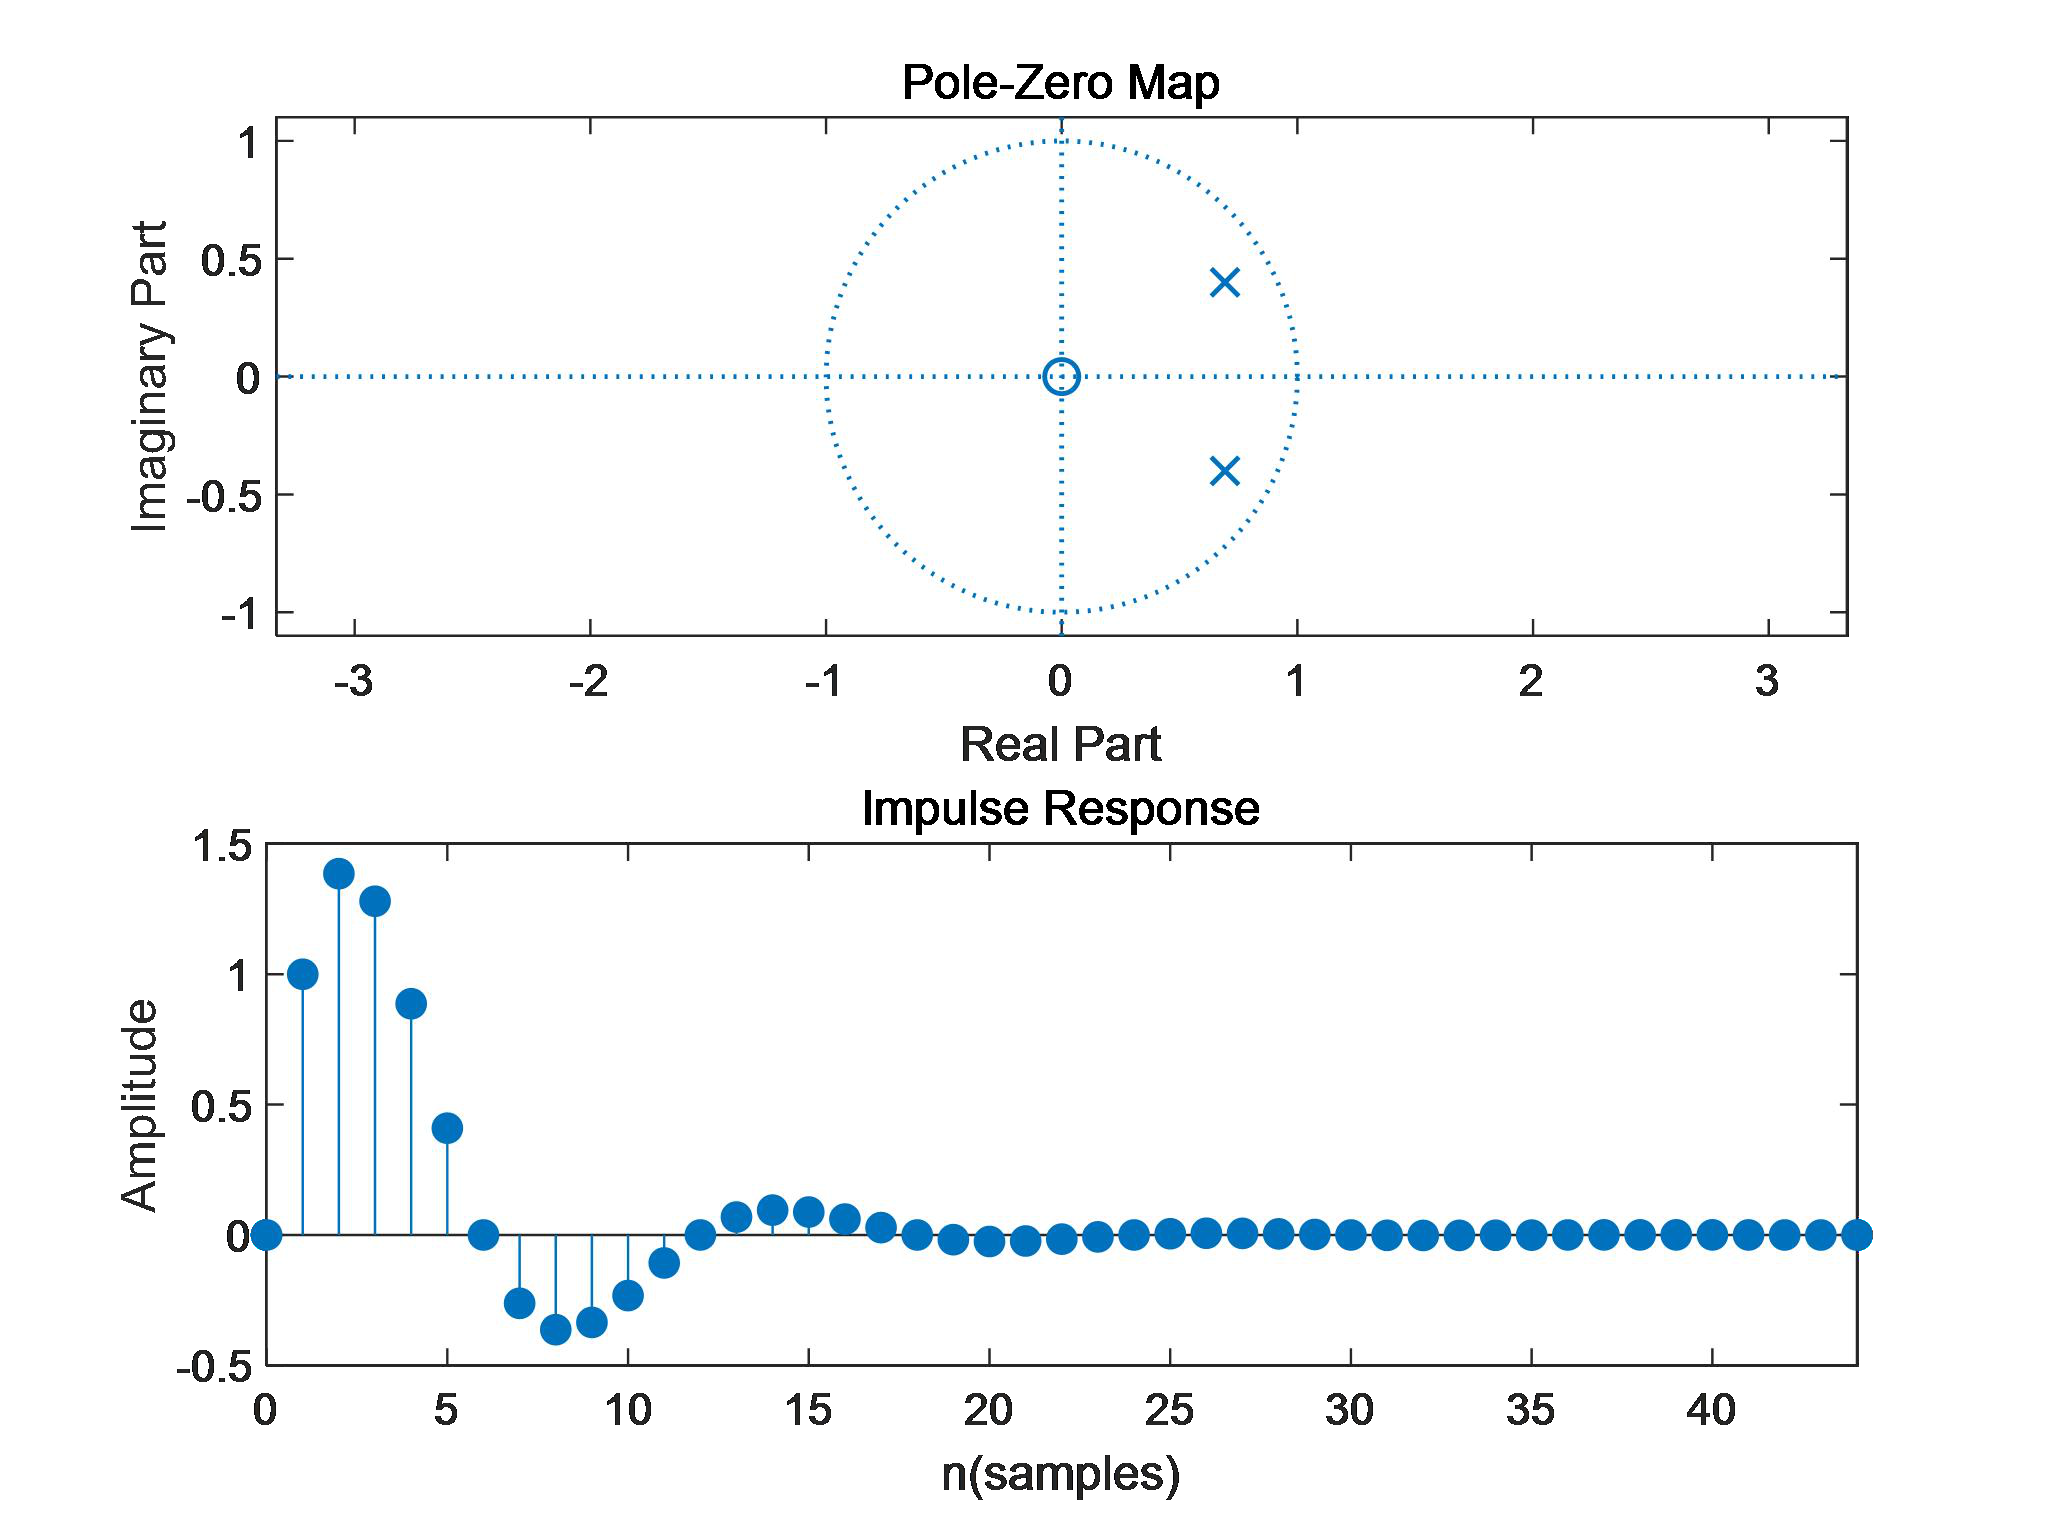 Pole-Zero Map
1
0.5
0
-0.5
-1
Imaginary Part
-3 -2 -1 0 1 2 3
Real Part
Impulse Response
1.5
1
0.5
0
-0.5
Amplitude
0 5 10 15 20 25 30 35 40
n(samples)